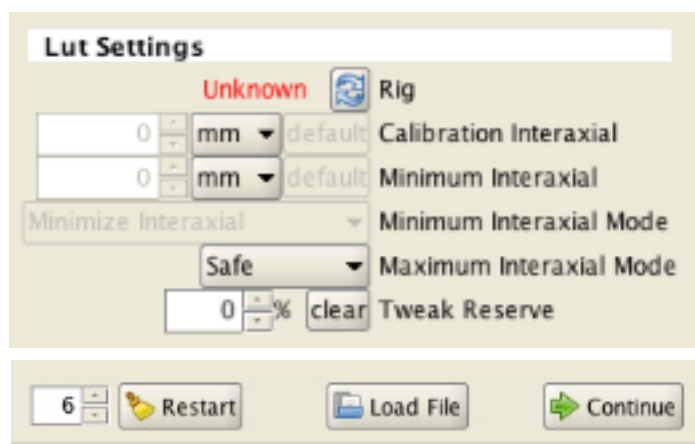 Lut Settings
Unknown Rig
0 mm default Calibration Interaxial
0 mm default Minimum Interaxial
Minimize Interaxial Minimum Interaxial Mode
Safe Maximum Interaxial Mode
0 % clear Tweak Reserve
6 Restart Load File Continue